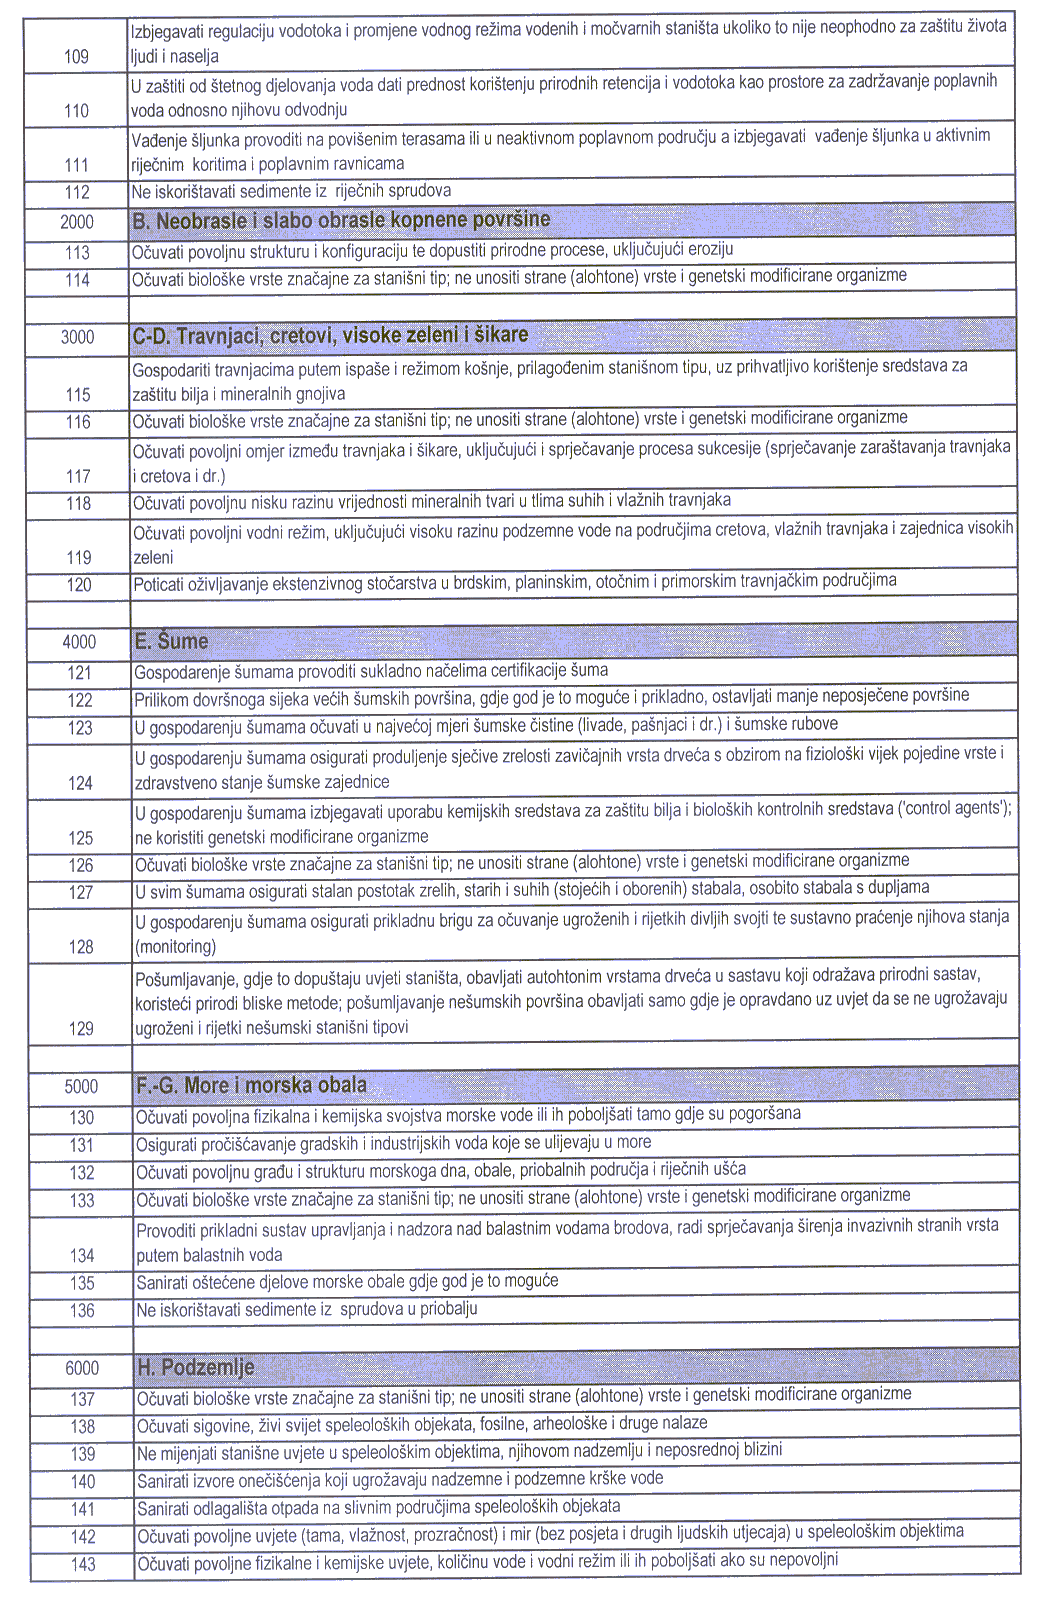 Izbjegavati regulaciju vodotoka i promjene vodnog režima vodenih i močvarnih staništa ukoliko to nije neophodno za zaštitu života
109 ljudi i naselja
U zaštiti od štetnog djelovanja voda dati prednost korištenju prirodnih retencija i vodotoka kao prostore za zadržavanje poplavnih
110 voda odnosno njihovu odvodnju
Vađenje šljunka provoditi na povišenim terasama ili u neaktivnom poplavnom području a izbjegavati vađenje šljunka u aktivnim
111 riječnim koritima i poplavnim ravnicama
112 Ne iskorištavati sedimente iz riječnih sprudova
2000 B. Neobrasle i slabo obrasle kopnene površine
113 Očuvati povoljnu strukturu i konfiguraciju te dopustiti prirodne procese, uključujući eroziju
114 Očuvati biološke vrste značajne za stanišni tip; ne unositi strane (alohtone) vrste i genetski modificirane organizme
3000 C-D. Travnjaci, cretovi, visoke zeleni i šikare
Gospodariti travnjacima putem ispaše i režimom košnje, prilagođenim stanišnom tipu, uz prihvatljivo korištenje sredstava za
115 zaštitu bilja i mineralnih gnojiva
116 Očuvati biološke vrste značajne za stanišni tip; ne unositi strane (alohtone) vrste i genetski modificirane organizme
Očuvati povoljni omjer između travnjaka i šikare, uključujući i sprječavanje procesa sukcesije (sprječavanje zaraštavanja travnjaka
117 i cretova i dr.)
118 Očuvati povoljnu nisku razinu vrijednosti mineralnih tvari u tlima suhih i vlažnih travnjaka
Očuvati povoljni vodni režim, uključujući visoku razinu podzemne vode na područjima cretova, vlažnih travnjaka i zajednica visokih
119 zeleni
120 Poticati oživljavanje ekstenzivnog stočarstva u brdskim, planinskim, otočnim i primorskim travnjačkim područjima
4000 E. Šume
121 Gospodarenje šumama provoditi sukladno načelima certifikacije šuma
122 Prilikom dovršnoga sijeka većih šumskih površina, gdje god je to moguće i prikladno, ostavljati manje neposječene površine
123 U gospodarenju šumama očuvati u najvećoj mjeri šumske čistine (livade, pašnjaci i dr.) i šumske rubove
U gospodarenju šumama osigurati produljenje sječive zrelosti zavičajnih vrsta drveća s obzirom na fiziološki vijek pojedine vrste i
124 zdravstveno stanje šumske zajednice
U gospodarenju šumama izbjegavati uporabu kemijskih sredstava za zaštitu bilja i bioloških kontrolnih sredstava ('control agents');
125 ne koristiti genetski modificirane organizme
126 Očuvati biološke vrste značajne za stanišni tip; ne unositi strane (alohtone) vrste i genetski modificirane organizme
127 U svim šumama osigurati stalan postotak zrelih, starih i suhih (stojećih i oborenih) stabala, osobito stabala s dupljama
U gospodarenju šumama osigurati prikladnu brigu za očuvanje ugroženih i rijetkih divljih svojti te sustavno praćenje njihova stanja
128 (monitoring)
Pošumljavanje, gdje to dopuštaju uvjeti staništa, obavljati autohtonim vrstama drveća u sastavu koji odražava prirodni sastav,
koristeći prirodi bliske metode; pošumljavanje nešumskih površina obavljati samo gdje je opravdano uz uvjet da se ne ugrožavaju
129 ugroženi i rijetki nešumski stanišni tipovi
5000 F.-G. More i morska obala
130 Očuvati povoljna fizikalna i kemijska svojstva morske vode ili ih poboljšati tamo gdje su pogoršana
131 Osigurati pročišćavanje gradskih i industrijskih voda koje se ulijevaju u more
132 Očuvati povoljnu građu i strukturu morskoga dna, obale, priobalnih područja i riječnih ušća
133 Očuvati biološke vrste značajne za stanišni tip; ne unositi strane (alohtone) vrste i genetski modificirane organizme
Provoditi prikladni sustav upravljanja i nadzora nad balastnim vodama brodova, radi sprječavanja širenja invazivnih stranih vrsta
134 putem balastnih voda
135 Sanirati oštećene djelove morske obale gdje god je to moguće
136 Ne iskorištavati sedimente iz sprudova u priobalju
6000 H. Podzemlje
137 Očuvati biološke vrste značajne za stanišni tip; ne unositi strane (alohtone) vrste i genetski modificirane organizme
138 Očuvati sigovine, živi svijet speleoloških objekata, fosilne, arheološke i druge nalaze
139 Ne mijenjati stanišne uvjete u speleološkim objektima, njihovom nadzemlju i neposrednoj blizini
140 Sanirati izvore onečišćenja koji ugrožavaju nadzemne i podzemne krške vode
141 Sanirati odlagališta otpada na slivnim područjima speleoloških objekata
142 Očuvati povoljne uvjete (tama, vlažnost, prozračnost) i mir (bez posjeta i drugih ljudskih utjecaja) u speleološkim objektima
143 Očuvati povoljne fizikalne i kemijske uvjete, količinu vode i vodni režim ili ih poboljšati ako su nepovoljni